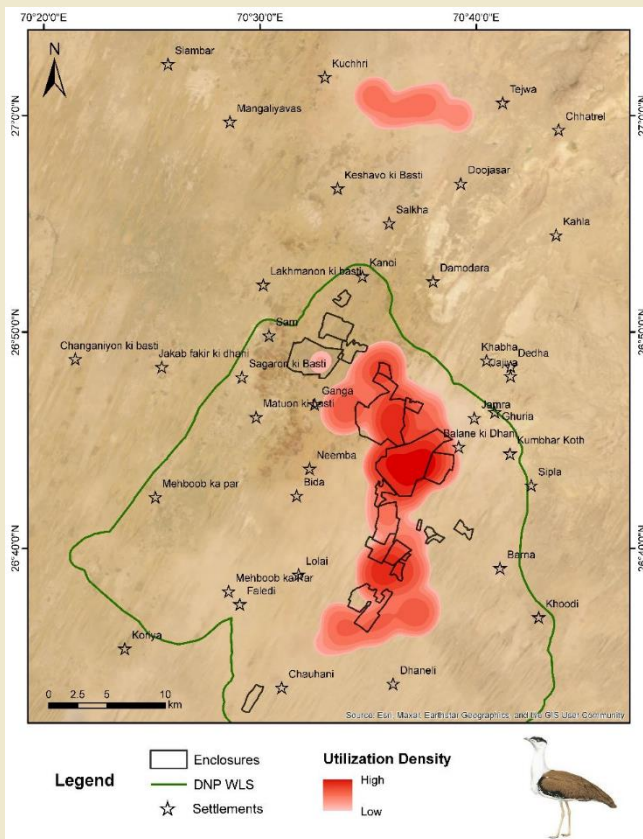 70°20'0"E
70°30'0"E
70°40'0"E
N
Siambar
Kuchhri
Tejwa
27°0'0"N
27°0'0"N
Mangaliyavas
Chhatrel
Keshavo ki Basti
Doojasar
Salkha
Kahla
Kanoi
Lakhmanon ki basti
Damodara
26°50'0"N
26°50'0"N
Sam
Changaniyon ki basti
Jakab fakir ki dhani
Khabha
Dedha
Sagaron ki Basti
Ganga
Jamra
Matuon ki basti
Ghuria
Balane ki Dhani
Kumbhar Koth
Neemba
Sipla
Mehboob ka par
Bida
26°40'0"N
26°40'0"N
Lolai
Barna
Mehboob ka Par
Faledi
Khoodi
Koriya
Chauhani
Dhaneli
0 2.5 5 10
km
Source: Esri, Maxar, Earthstar Geographics, and the GIS User Community
Legend
Enclosures
DNP WLS
Settlements
Utilization Density
High
Low